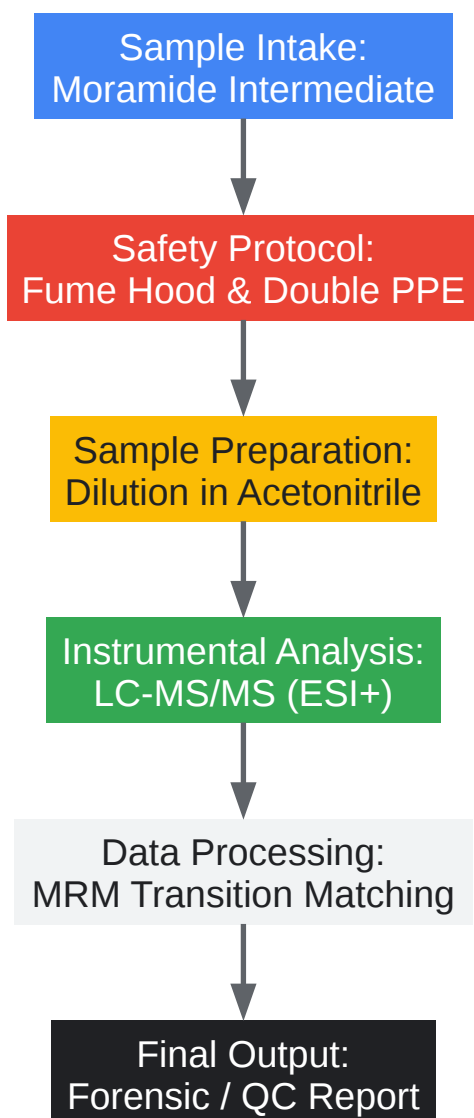 Sample Intake:
Moramide Intermediate
Safety Protocol:
Fume Hood & Double PPE
Sample Preparation:
Dilution in Acetonitrile
Instrumental Analysis:
LC-MS/MS (ESI+)
Data Processing:
MRM Transition Matching
Final Output:
Forensic / QC Report